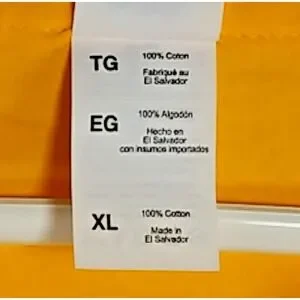 TG
100% Coton
Fabriqué au
El Salvador
EG
100% Algodón
Hecho en
El Salvador
con insumos importados
XL
100% Cotton
Made in
El Salvador